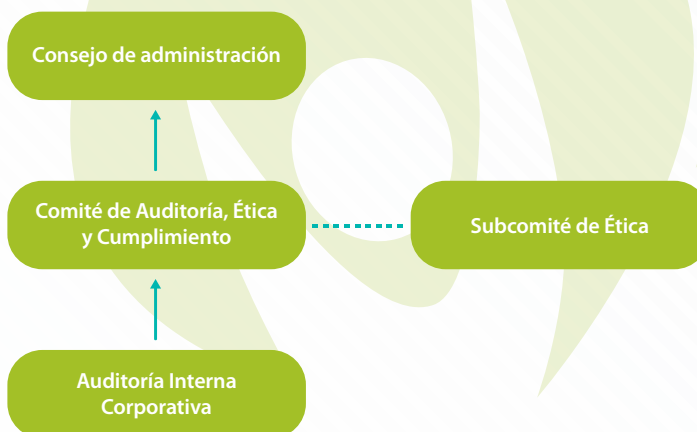 Consejo de administración
Comité de Auditoría, Ética
y Cumplimiento
Subcomité de Ética
Auditoría Interna
Corporativa